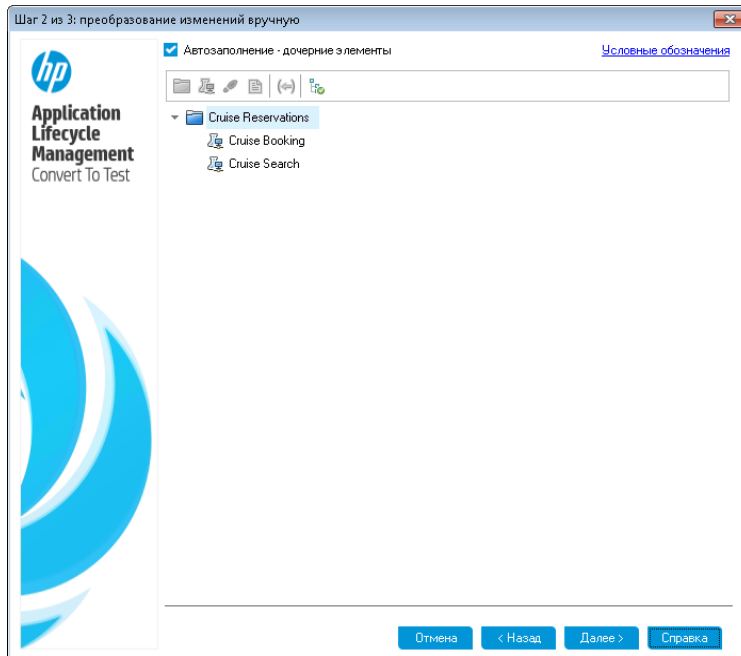 Шаг 2 из 3: преобразование изменений вручную
Автозаполнение - дочерние элементы
Условные обозначения
hp
Application
Lifecycle
Management
Convert To Test
Cruise Reservations
Cruise Booking
Cruise Search
Отмена
< Назад
Далее >
Справка